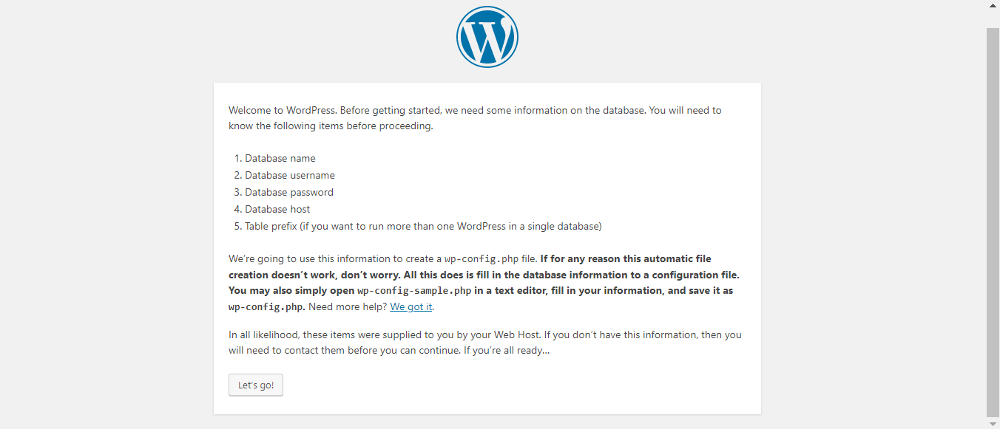 Welcome to WordPress. Before getting started, we need some information on the database. You will need to
know the following items before proceeding.
1. Database name
2. Database username
3. Database password
4. Database host
5. Table prefix (if you want to run more than one WordPress in a single database)
We’re going to use this information to create a wp-config.php file. If for any reason this automatic file
creation doesn’t work, don’t worry. All this does is fill in the database information to a configuration file.
You may also simply open wp-config-sample.php in a text editor, fill in your information, and save it as
wp-config.php. Need more help? We got it.
In all likelihood, these items were supplied to you by your Web Host. If you don’t have this information, then you
will need to contact them before you can continue. If you’re all ready…
Let’s go!